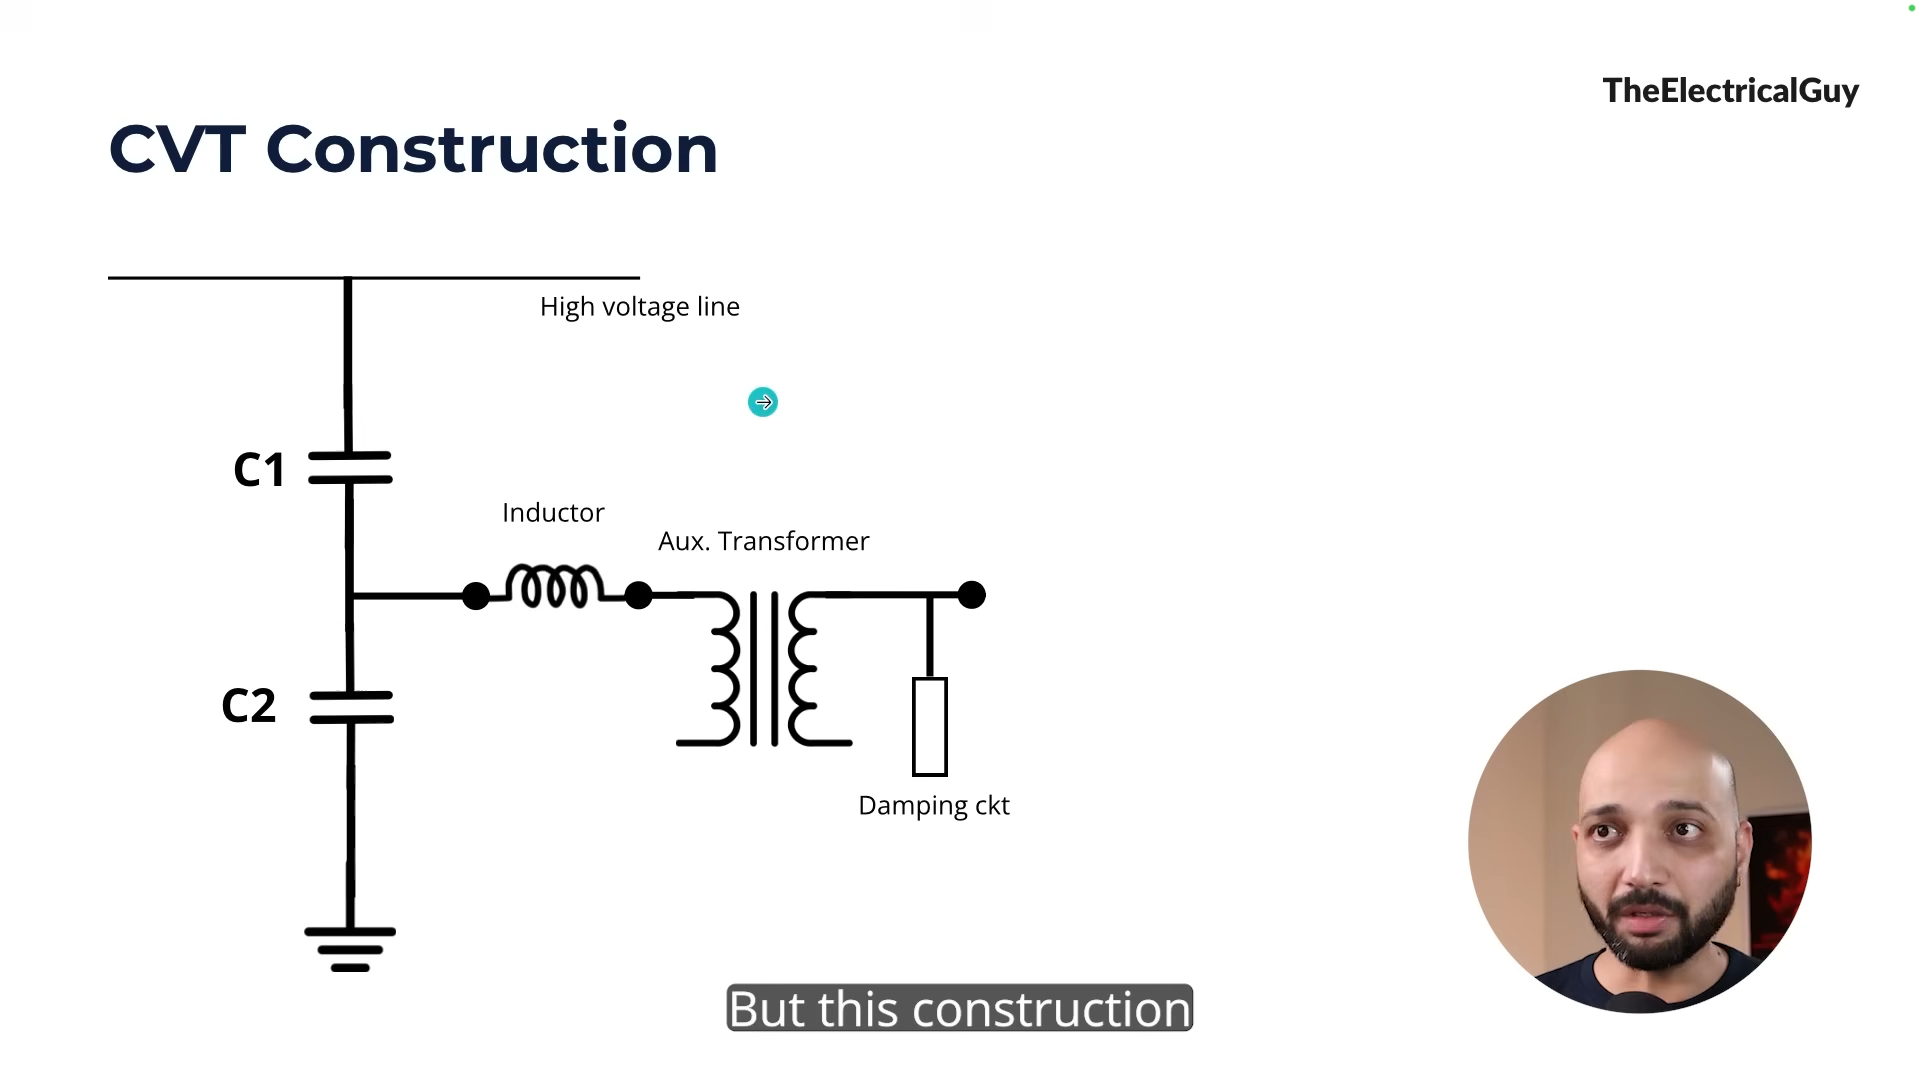 TheElectricalGuy
CVT Construction
High voltage line
C1
Inductor
Aux. Transformer
C2
Damping ckt
But this construction